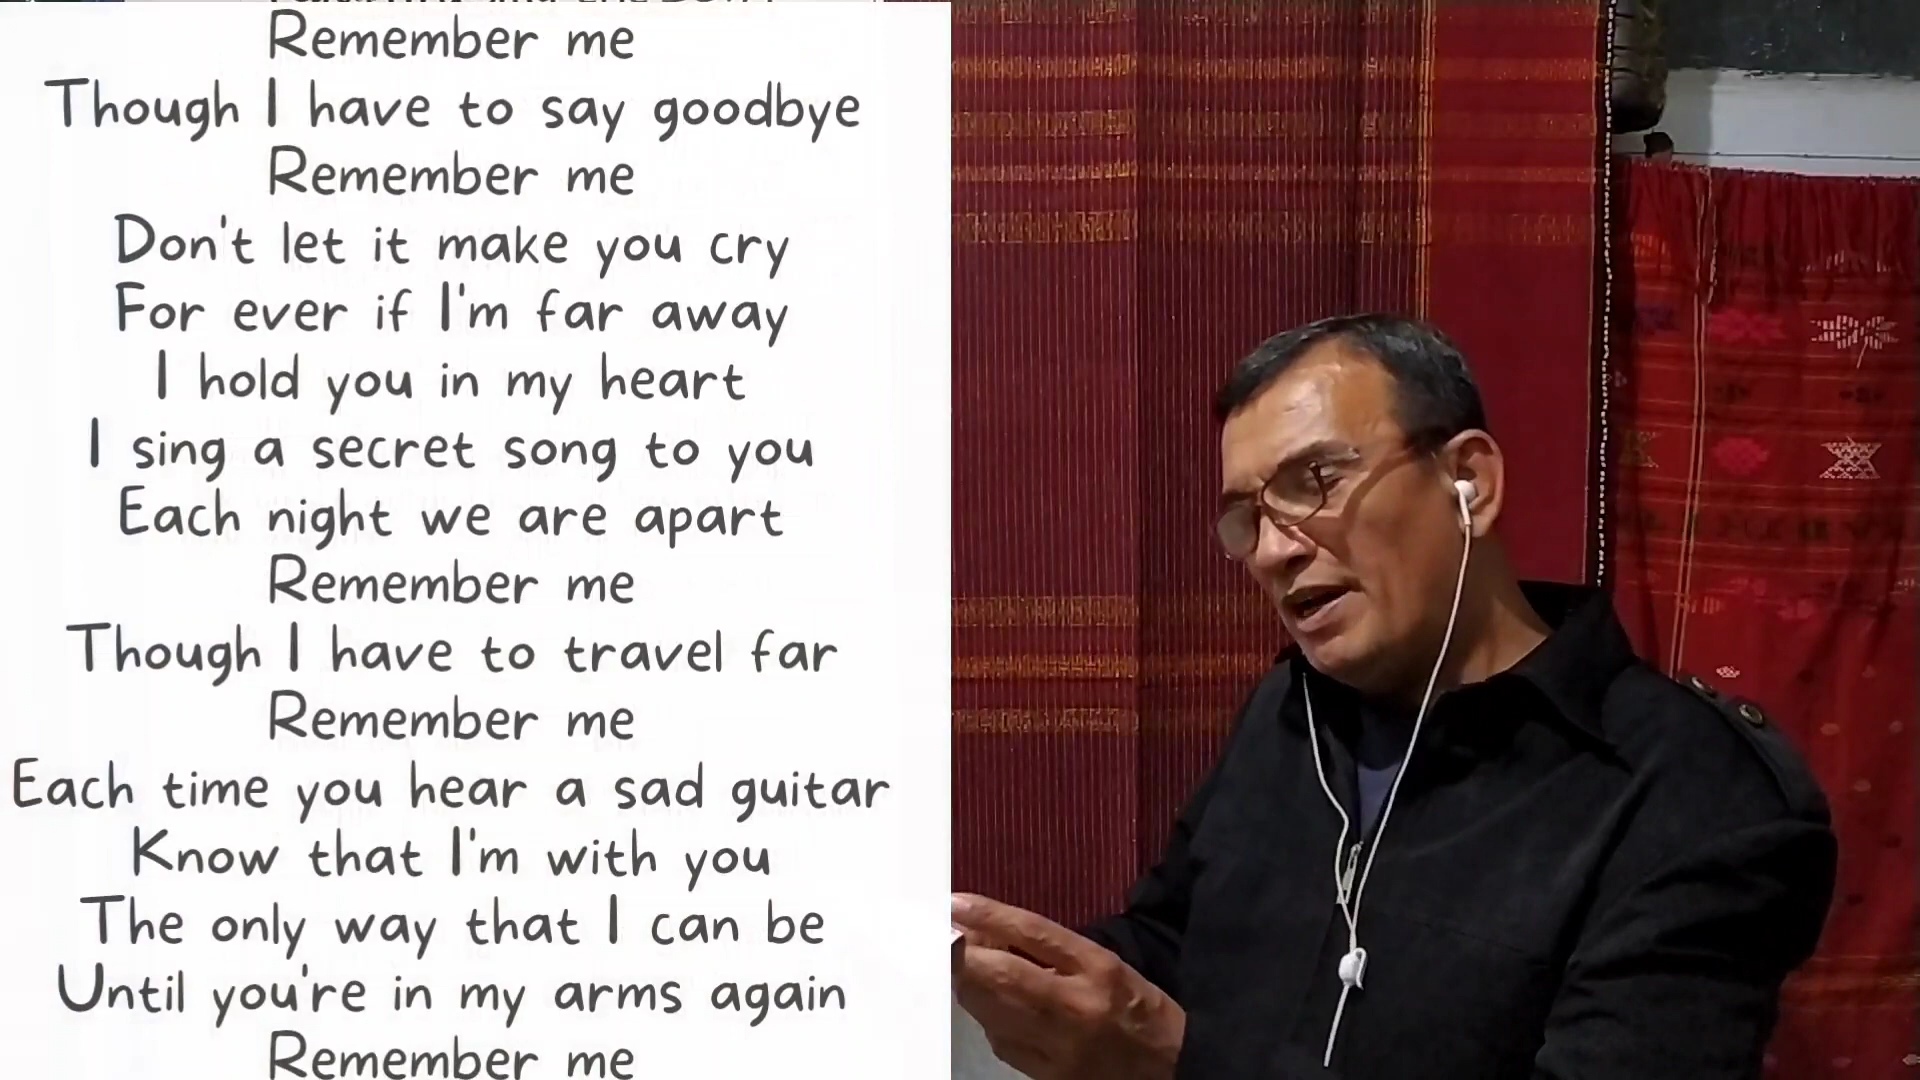 Remember me
Though I have to say goodbye
Remember me
Don't let it make you cry
For ever if I'm far away
I hold you in my heart
I sing a secret song to you
Each night we are apart
Remember me
Though I have to travel far
Remember me
Each time you hear a sad guitar
Know that I'm with you
The only way that I can be
Until you're in my arms again
Remember me